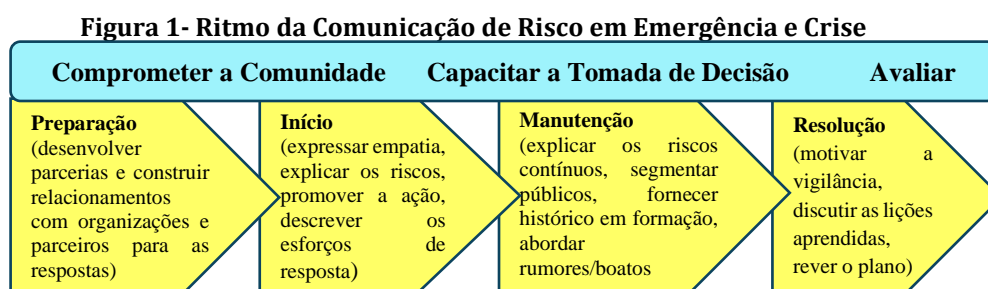 Figura 1- Ritmo da Comunicação de Risco em Emergência e Crise
Comprometer a Comunidade Capacitar a Tomada de Decisão Avaliar
Preparação
(desenvolver
parcerias e construir
relacionamentos
com organizações e
parceiros para as
respostas)
Início
(expressar empatia,
explicar os riscos,
promover a ação,
descrever os
esforços de
resposta)
Manutenção
(explicar os riscos
contínuos, segmentar
públicos, fornecer
histórico em formação,
abordar
rumores/boatos
Resolução
(motivar a
vigilância,
discutir as lições
aprendidas,
rever o plano)